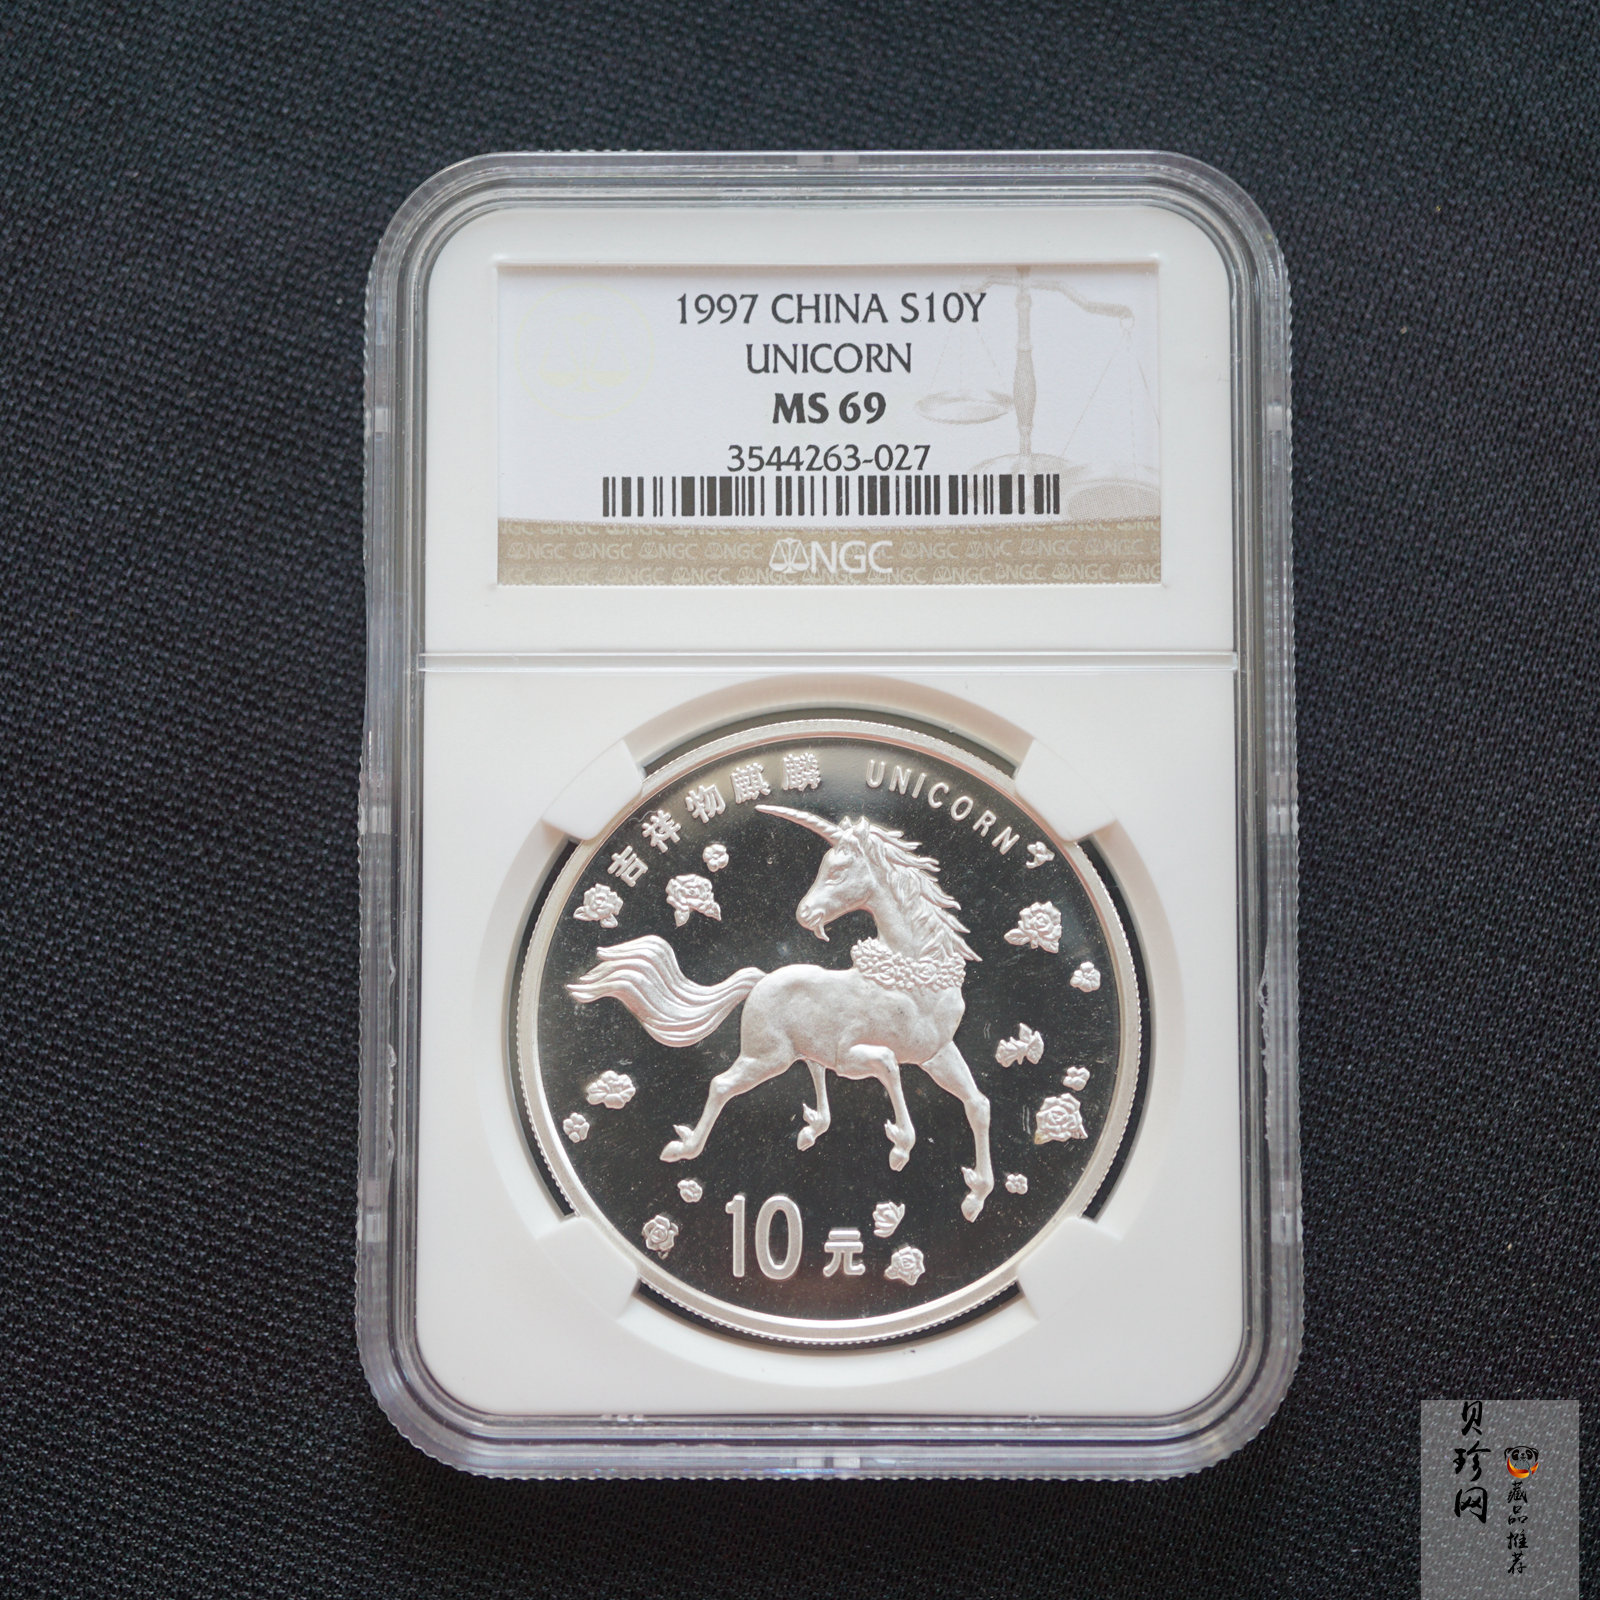 1997 CHINA S10Y
UNICORN
MS 69
3544263-027
NGC
吉祥物麒麟 UNICORN
10元
贝珍网
藏品推荐